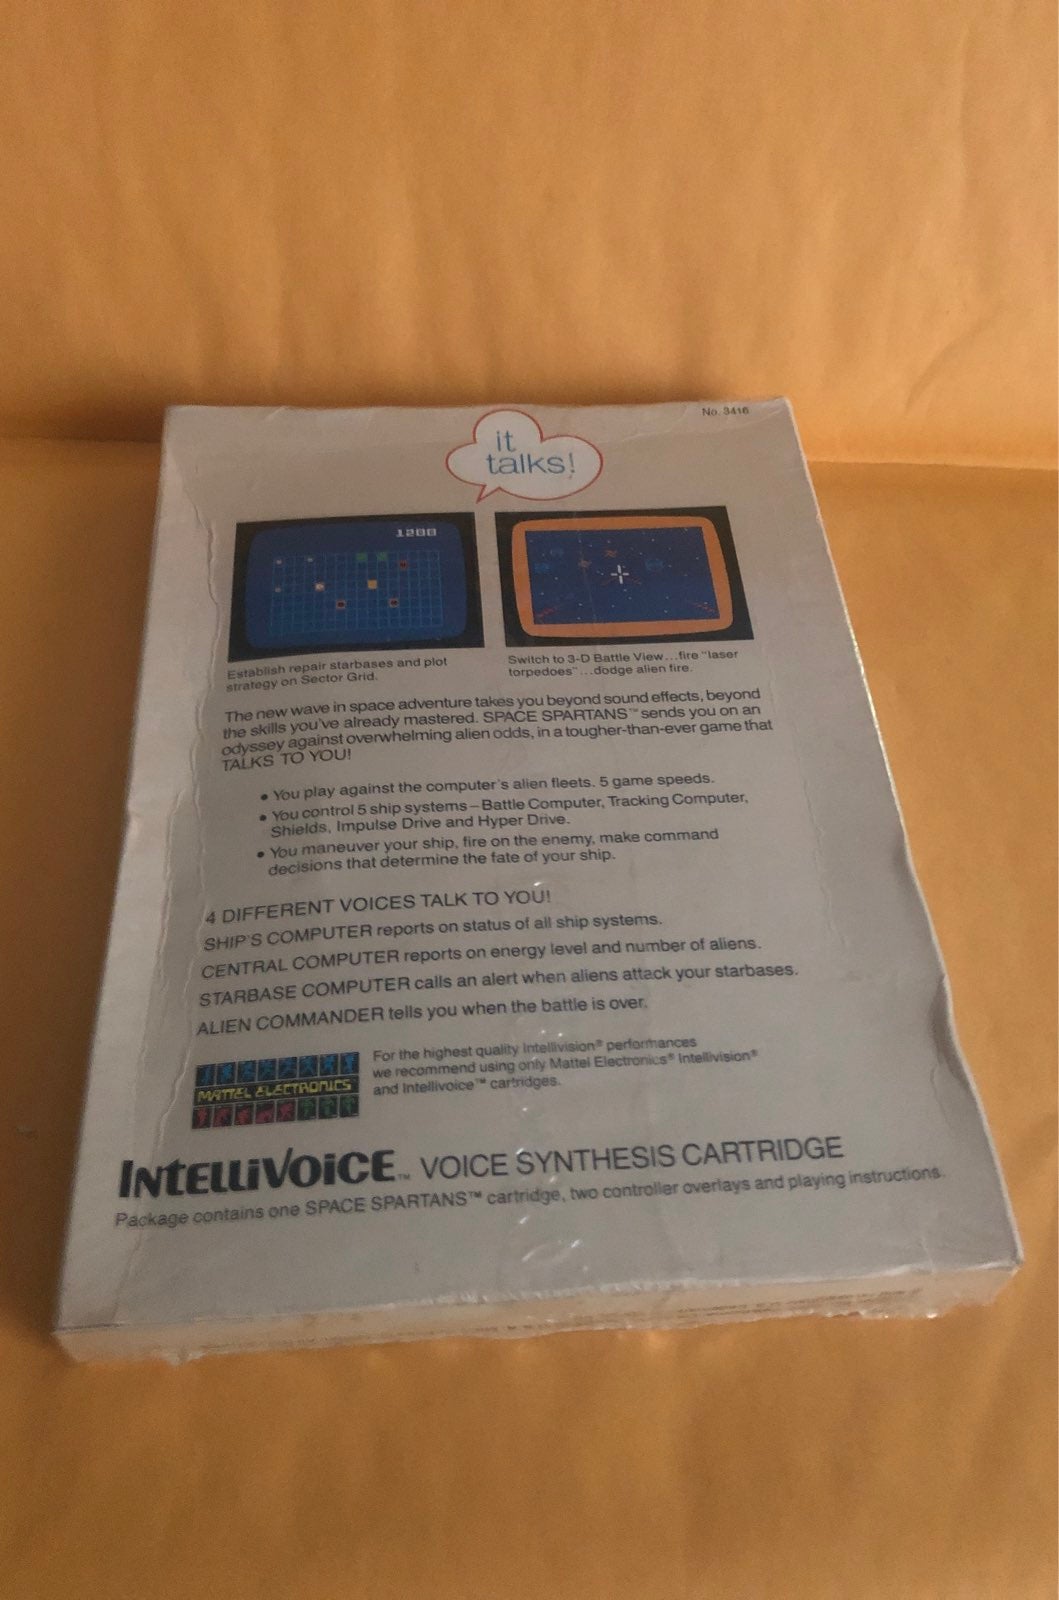 No. 3416
it
talks!
1200
Establish repair starbases and plot
strategy on Sector Grid.
Switch to 3-D Battle View...fire "laser
torpedoes"...dodge alien fire.
The new wave in space adventure takes you beyond sound effects, beyond
the skills you've already mastered. SPACE SPARTANS™ sends you on an
odyssey against overwhelming alien odds, in a tougher-than-ever game that
TALKS TO YOU!
• You play against the computer's alien fleets. 5 game speeds.
• You control 5 ship systems – Battle Computer, Tracking Computer,
Shields, Impulse Drive and Hyper Drive.
• You maneuver your ship, fire on the enemy, make command
decisions that determine the fate of your ship.
4 DIFFERENT VOICES TALK TO YOU!
SHIP'S COMPUTER reports on status of all ship systems.
CENTRAL COMPUTER reports on energy level and number of aliens.
STARBASE COMPUTER calls an alert when aliens attack your starbases.
ALIEN COMMANDER tells you when the battle is over.
MATTEL ELECTRONICS
For the highest quality Intellivision® performances
we recommend using only Mattel Electronics® Intellivision®
and Intellivoice™ cartridges.
INTELLIVOICE™ VOICE SYNTHESIS CARTRIDGE
Package contains one SPACE SPARTANS™ cartridge, two controller overlays and playing instructions.